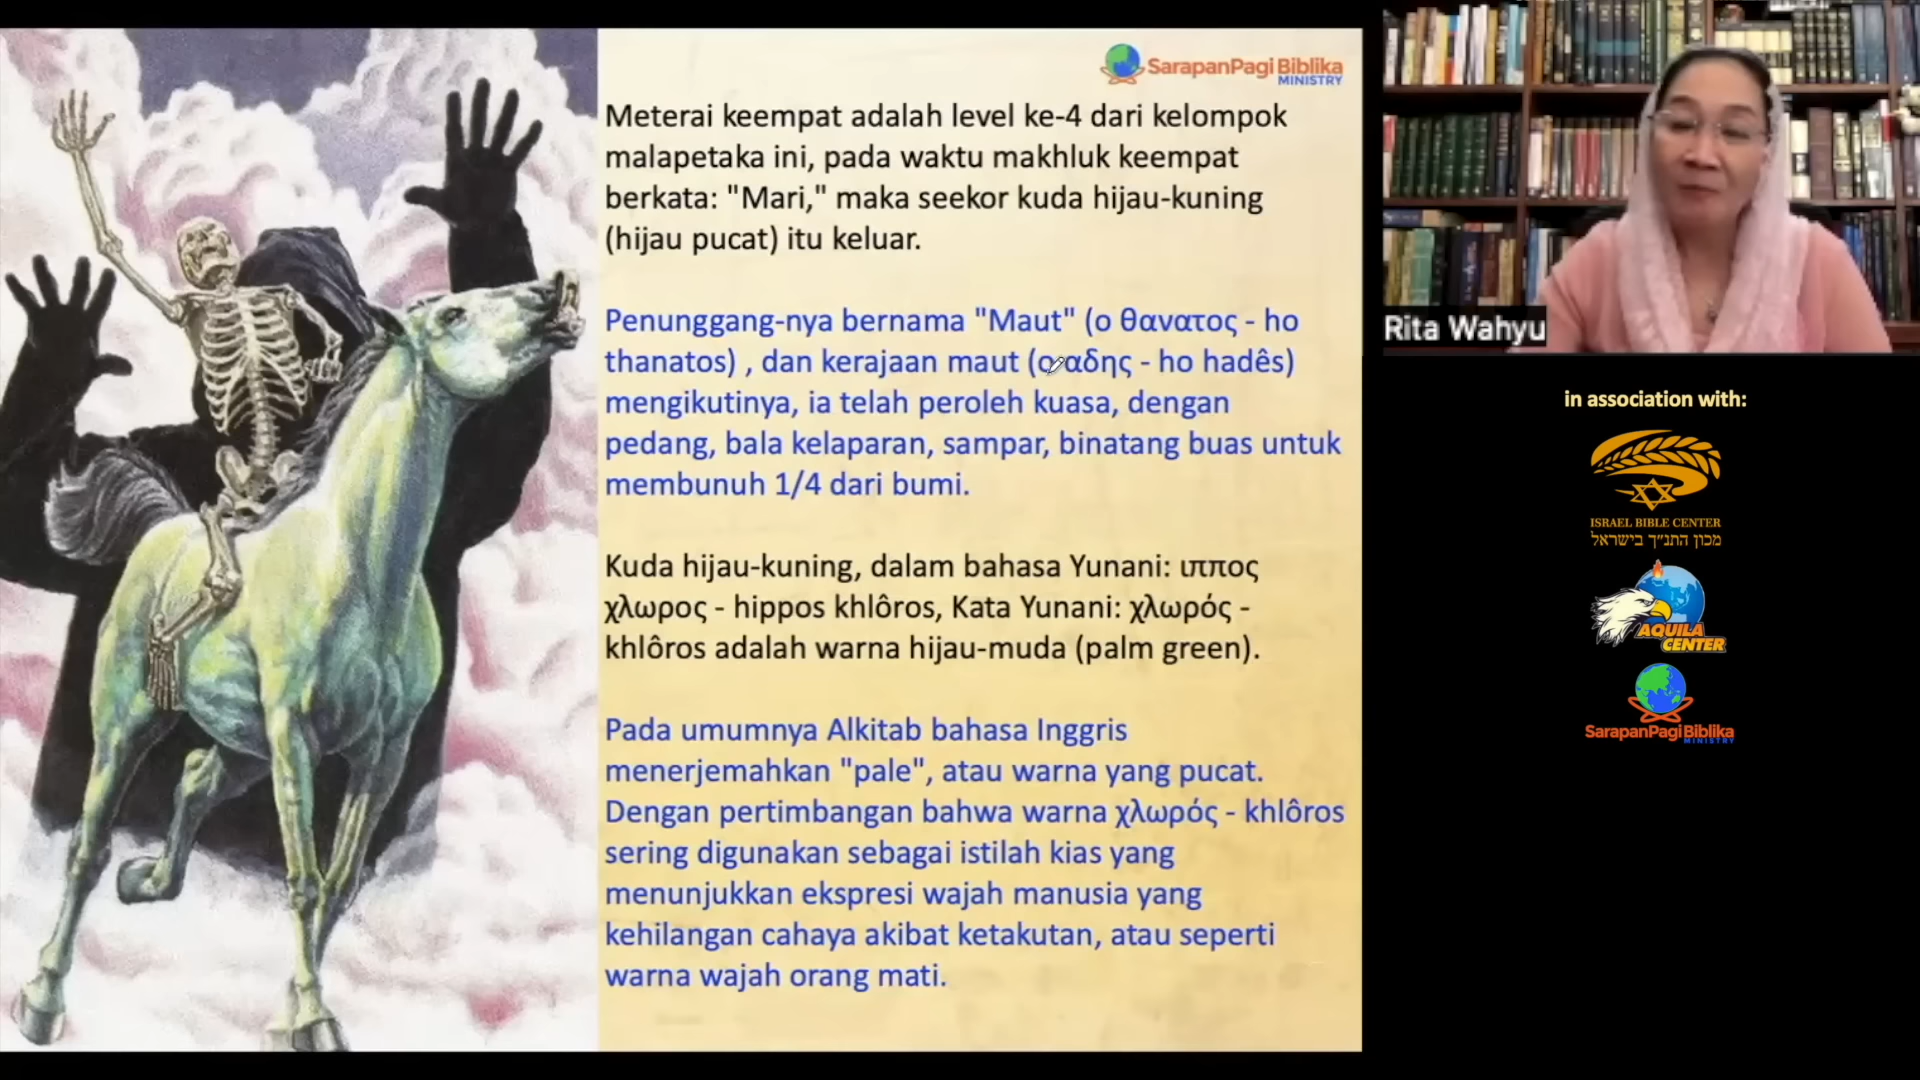 SarapanPagi Biblika
MINISTRY
Meterai keempat adalah level ke-4 dari kelompok
malapetaka ini, pada waktu makhluk keempat
berkata: "Mari," maka seekor kuda hijau-kuning
(hijau pucat) itu keluar.
Penunggang-nya bernama "Maut" (ο θανατος - ho
thanatos) , dan kerajaan maut (ο αδης - ho hadês)
mengikutinya, ia telah peroleh kuasa, dengan
pedang, bala kelaparan, sampar, binatang buas untuk
membunuh 1/4 dari bumi.
Kuda hijau-kuning, dalam bahasa Yunani: ιππος
χλωρος - hippos khlôros, Kata Yunani: χλωρός -
khlôros adalah warna hijau-muda (palm green).
Pada umumnya Alkitab bahasa Inggris
menerjemahkan "pale", atau warna yang pucat.
Dengan pertimbangan bahwa warna χλωρός - khlôros
sering digunakan sebagai istilah kias yang
menunjukkan ekspresi wajah manusia yang
kehilangan cahaya akibat ketakutan, atau seperti
warna wajah orang mati.
Rita Wahyu
in association with:
ISRAEL BIBLE CENTER
מכון התנ״ך בישראל
AQUILA
CENTER
SarapanPagi Biblika
MINISTRY